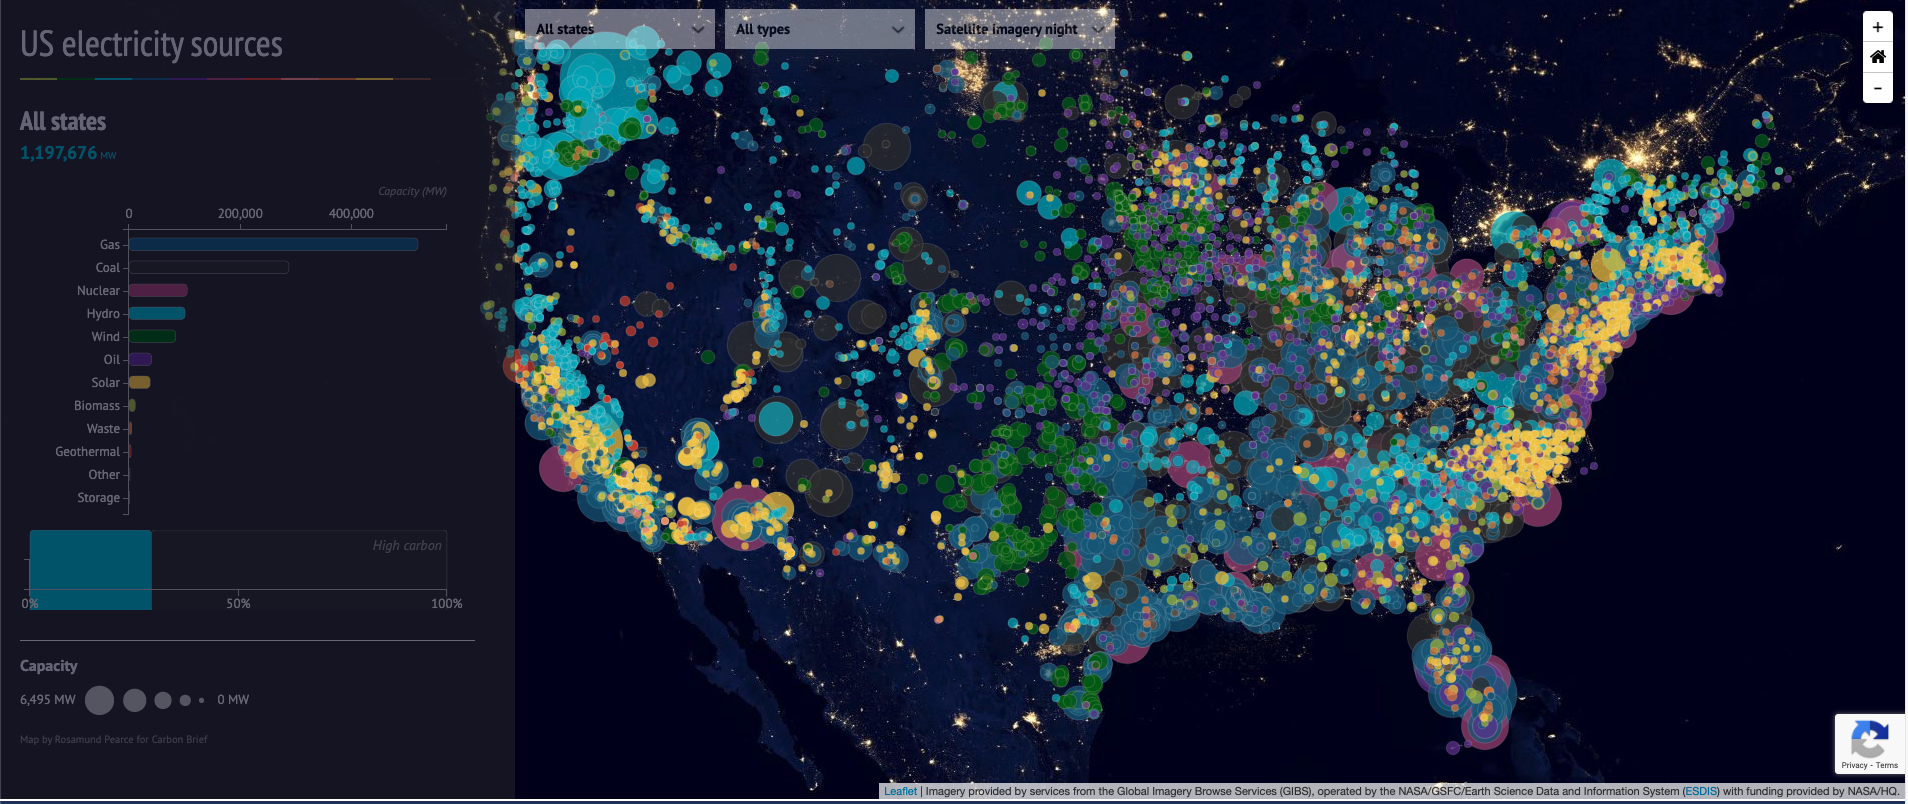 US electricity sources
All states
1,197,676 MW
Capacity (MW)
0 200,000 400,000
Gas
Coal
Nuclear
Hydro
Wind
Oil
Solar
Biomass
Waste
Geothermal
Other
Storage
High carbon
0% 50% 100%
Capacity
6,495 MW 0 MW
Map by Rosamund Pearce for Carbon Brief
All states
All types
Satellite imagery night
+
-
Privacy - Terms
Leaflet | Imagery provided by services from the Global Imagery Browse Services (GIBS), operated by the NASA/GSFC/Earth Science Data and Information System (ESDIS) with funding provided by NASA/HQ.